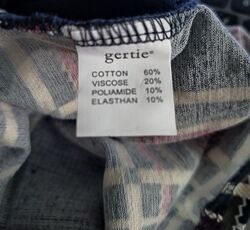 gertie®
COTTON 60%
VISCOSE 20%
POLIAMIDE 10%
ELASTHAN 10%